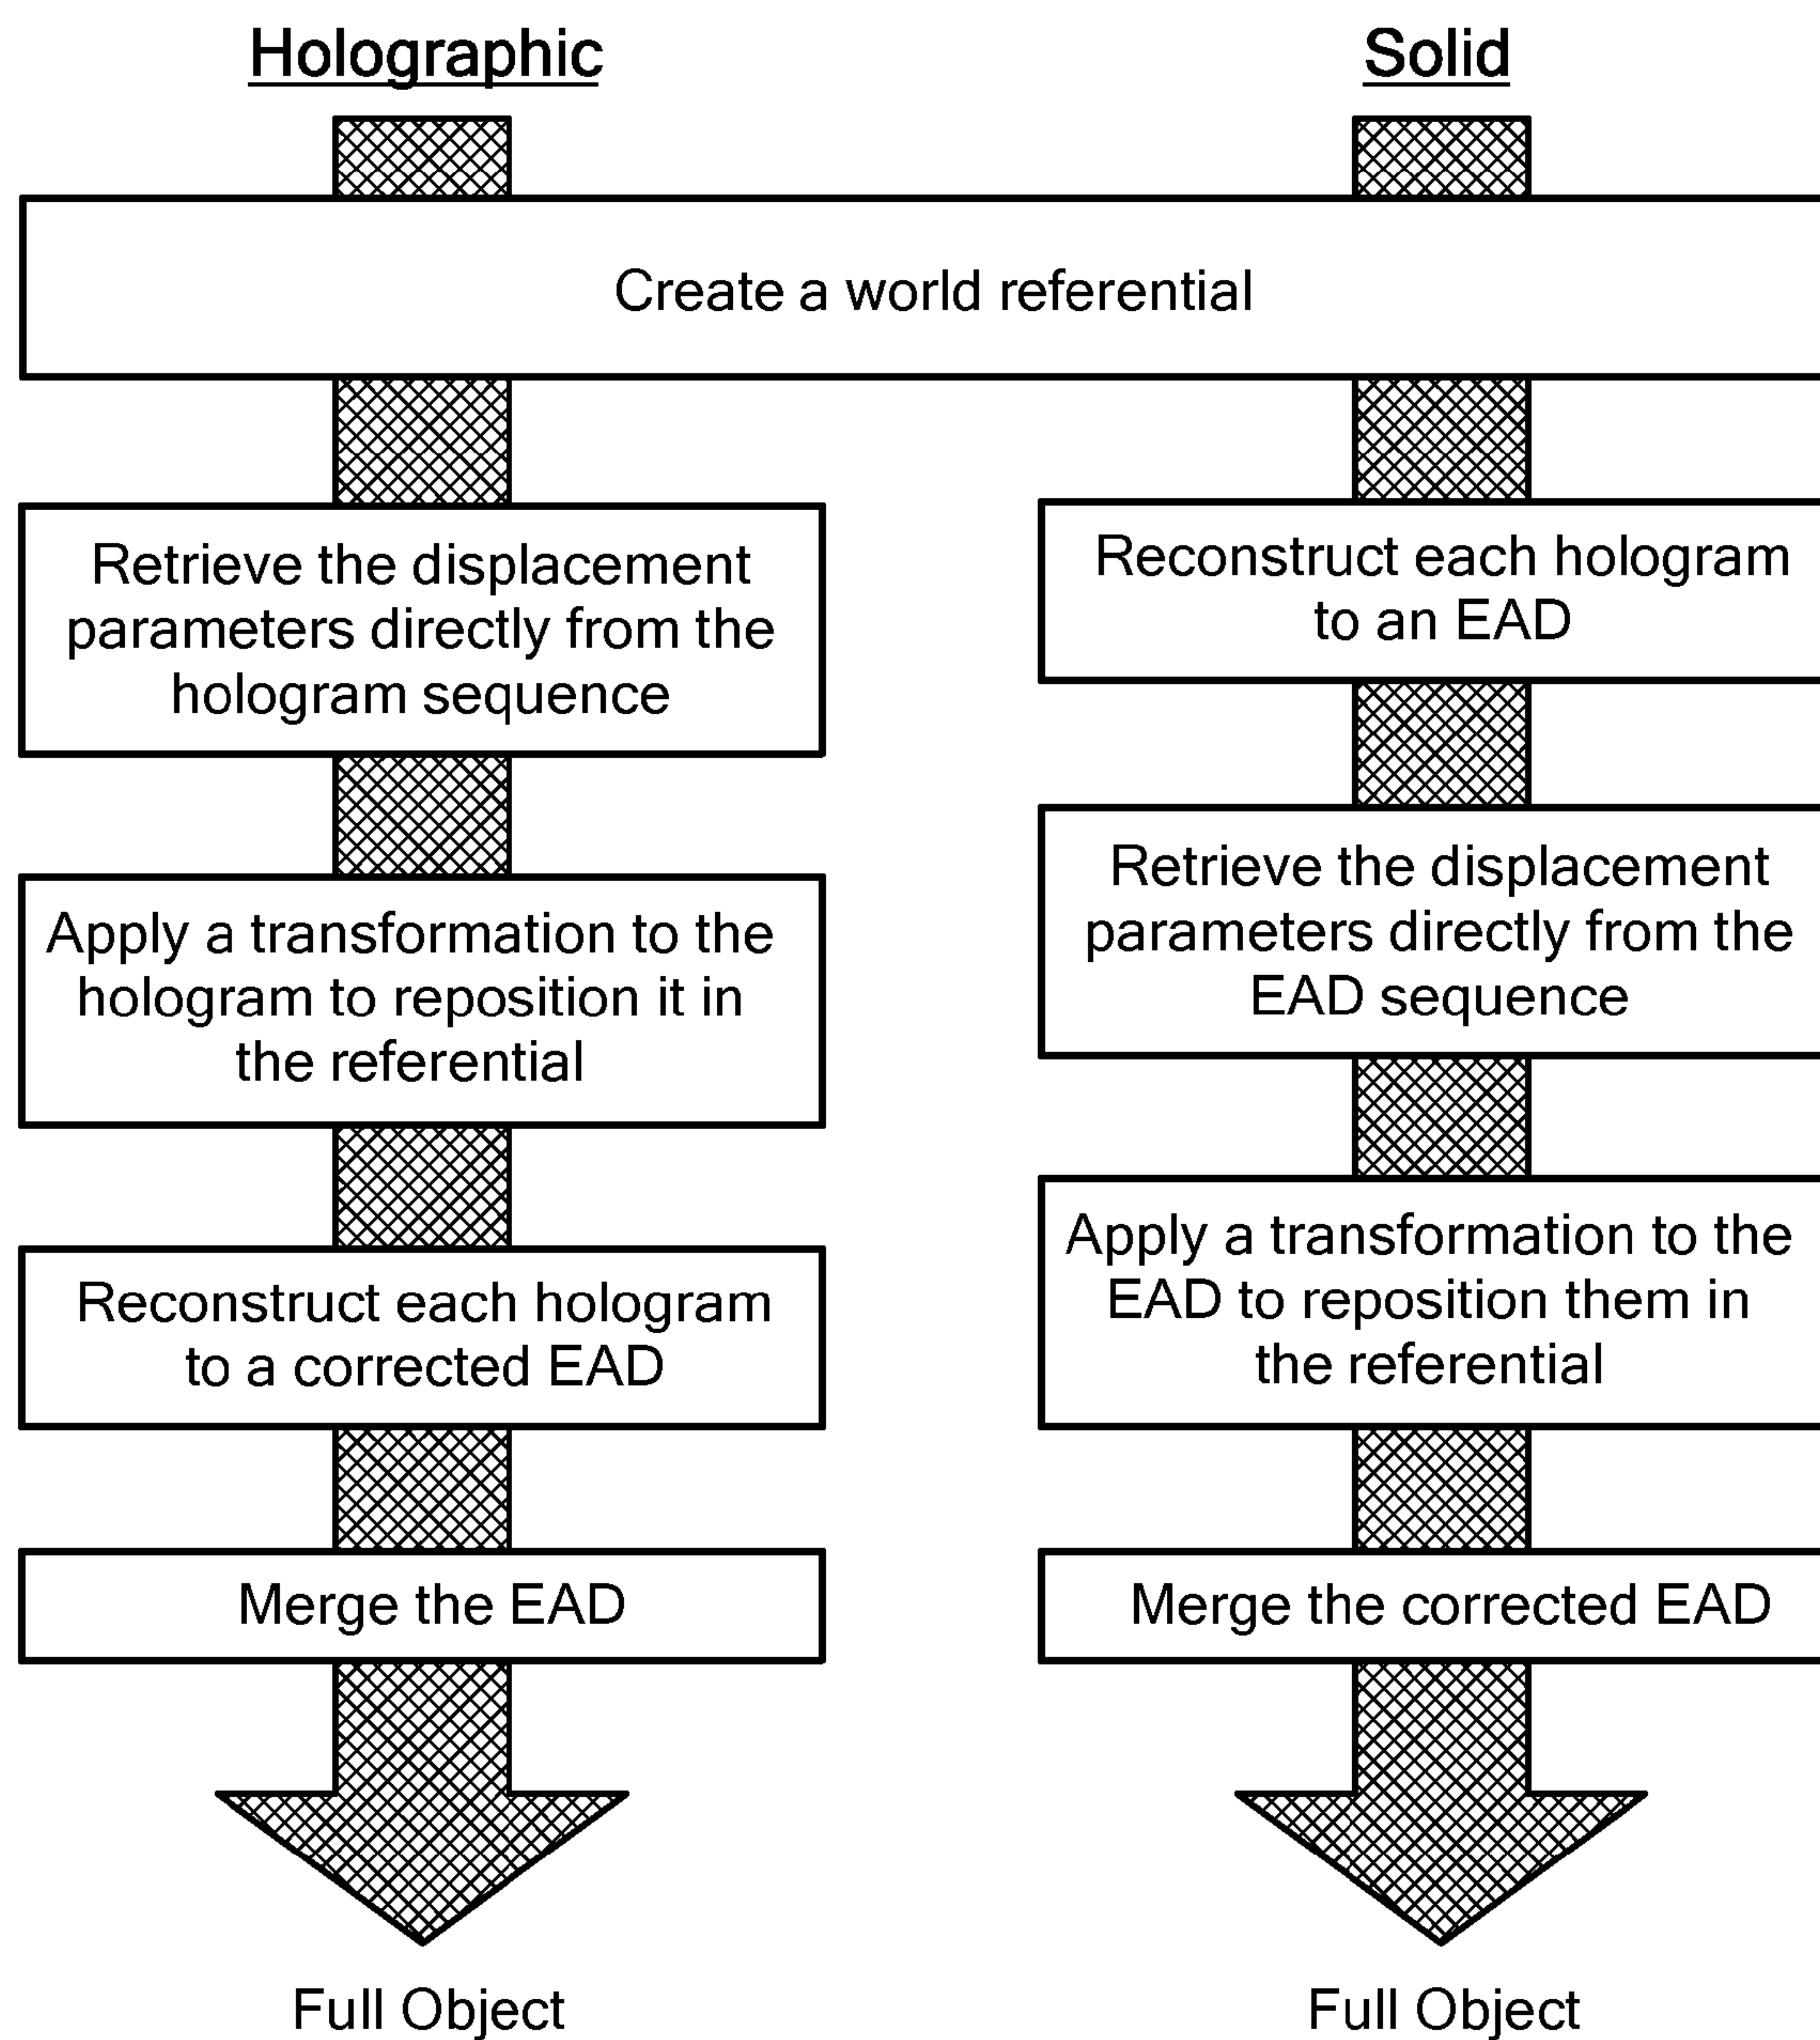 Holographic
Solid
Create a world referential
Retrieve the displacement
parameters directly from the
hologram sequence
Apply a transformation to the
hologram to reposition it in
the referential
Reconstruct each hologram
to a corrected EAD
Merge the EAD
Full Object
Reconstruct each hologram
to an EAD
Retrieve the displacement
parameters directly from the
EAD sequence
Apply a transformation to the
EAD to reposition them in
the referential
Merge the corrected EAD
Full Object